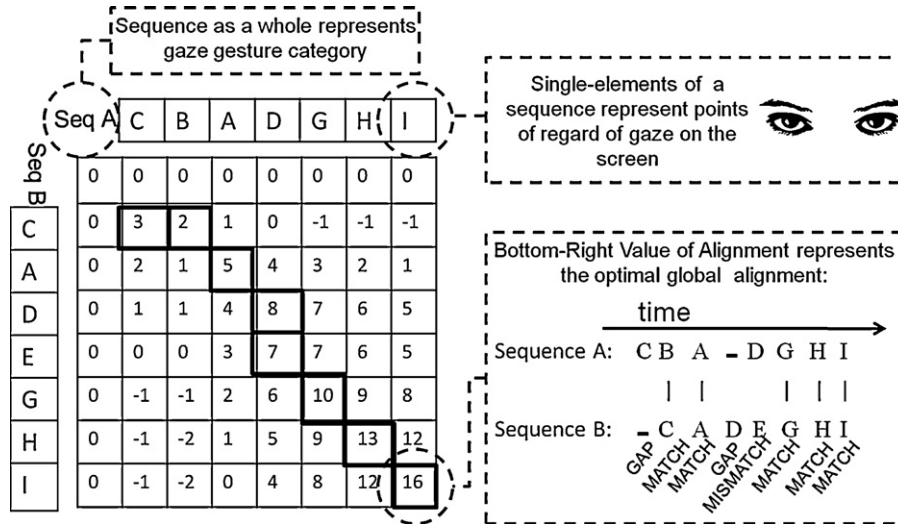 Sequence as a whole represents
gaze gesture category
Seq A C B A D G H I
Seq B
0 0 0 0 0 0 0 0
C 0 3 2 1 0 -1 -1 -1
A 0 2 1 5 4 3 2 1
D 0 1 1 4 8 7 6 5
E 0 0 0 3 7 7 6 5
G 0 -1 -1 2 6 10 9 8
H 0 -1 -2 1 5 9 13 12
I 0 -1 -2 0 4 8 12 16
Single-elements of a
sequence represent points
of regard of gaze on the
screen
Bottom-Right Value of Alignment represents
the optimal global alignment:
time
Sequence A: C B A - D G H I
| | | | |
Sequence B: - C A D E G H I
GAP
MATCH
MATCH
GAP
MISMATCH
MATCH
MATCH
MATCH